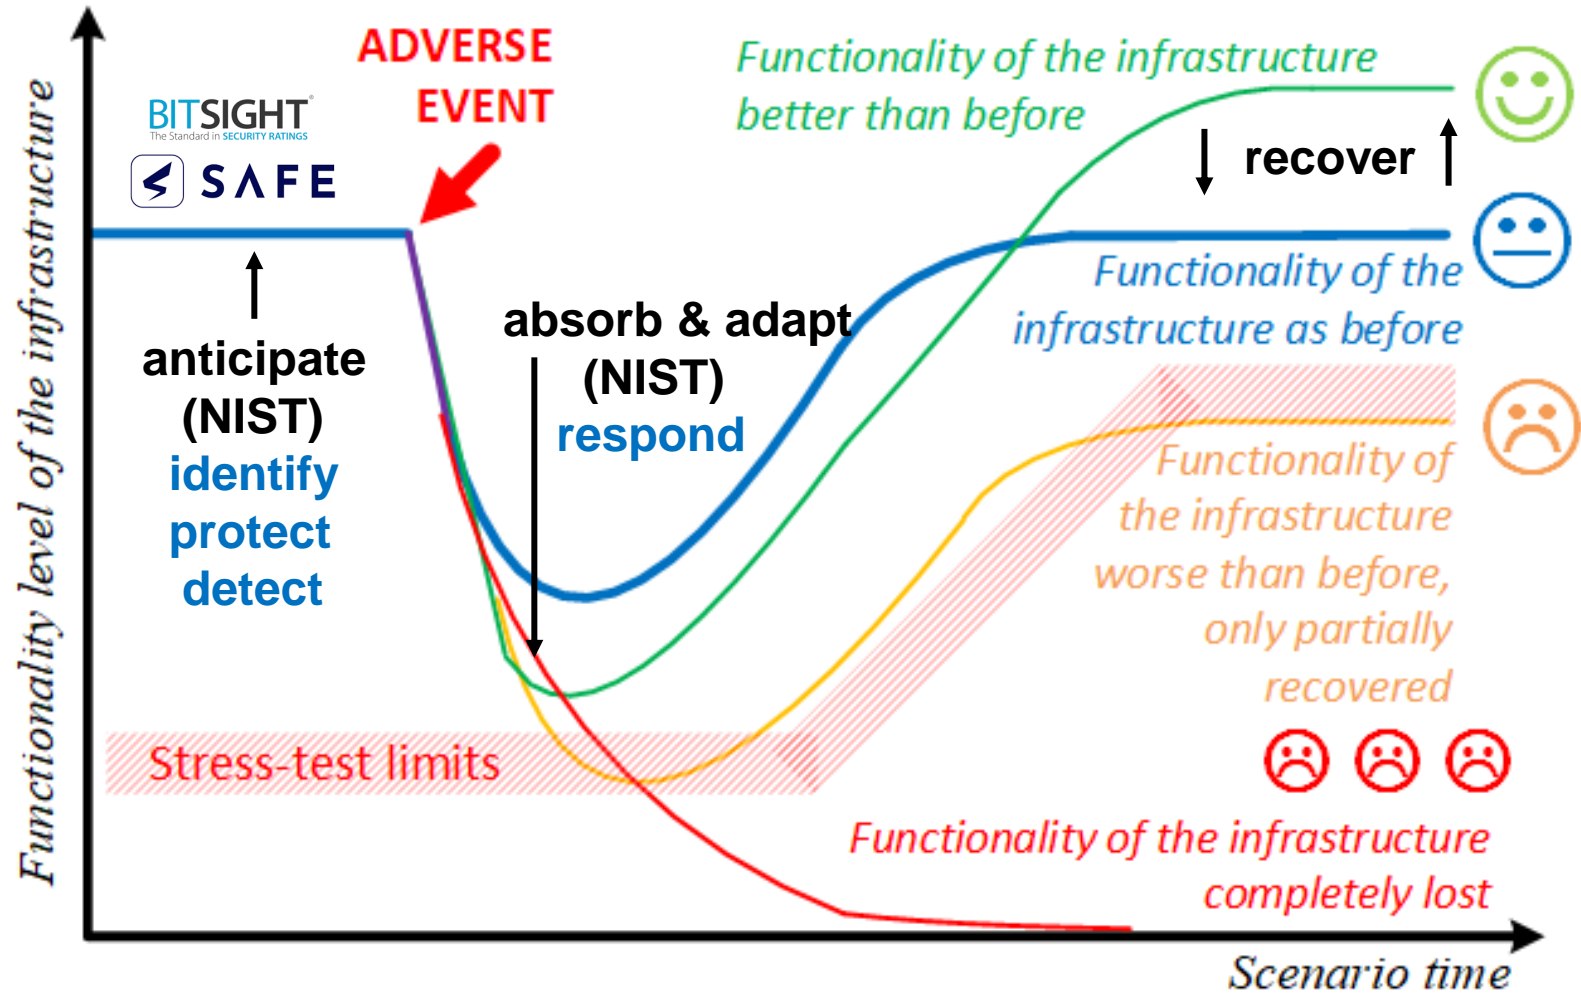 Functionality level of the infrastructure
BITSIGHT
The Standard in SECURITY RATINGS
SAFE
ADVERSE
EVENT
Functionality of the infrastructure
better than before
recover
anticipate
(NIST)
identify
protect
detect
absorb & adapt
(NIST)
respond
Functionality of the
infrastructure as before
Functionality of
the infrastructure
worse than before,
only partially
recovered
Stress-test limits
Functionality of the infrastructure
completely lost
Scenario time